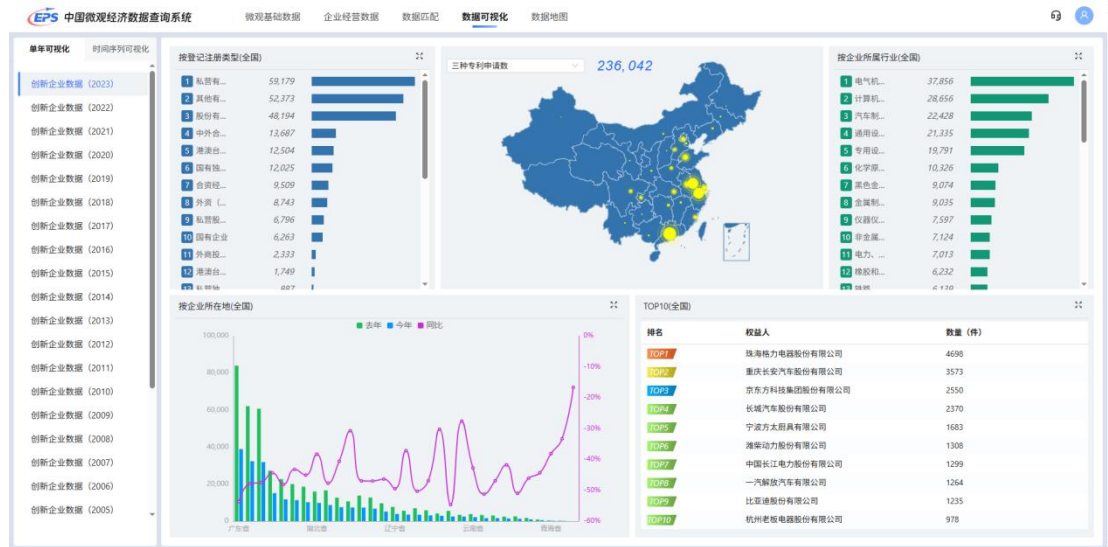 EPS 中国微观经济数据查询系统 微观基础数据 企业经营数据 数据匹配 数据可视化 数据地图
单年可视化 时间序列可视化
创新企业数据（2023）
创新企业数据（2022）
创新企业数据（2021）
创新企业数据（2020）
创新企业数据（2019）
创新企业数据（2018）
创新企业数据（2017）
创新企业数据（2016）
创新企业数据（2015）
创新企业数据（2014）
创新企业数据（2013）
创新企业数据（2012）
创新企业数据（2011）
创新企业数据（2010）
创新企业数据（2009）
创新企业数据（2008）
创新企业数据（2007）
创新企业数据（2006）
创新企业数据（2005）
按登记注册类型(全国)
1 私营有... 59,179
2 其他有... 52,373
3 股份有... 48,194
4 中外合... 13,687
5 港澳台... 12,504
6 国有独... 12,025
7 合资经... 9,509
8 外资（... 8,743
9 私营股... 6,796
10 国有企业 6,263
11 外商投... 2,333
12 港澳台... 1,749
三种专利申请数 236,042
按企业所属行业(全国)
1 电气机... 37,856
2 计算机... 28,656
3 汽车制... 22,428
4 通用设... 21,335
5 专用设... 19,791
6 化学原... 10,326
7 黑色金... 9,074
8 金属制... 9,035
9 仪器仪... 7,597
10 非金属... 7,124
11 电力、... 7,013
12 橡胶和... 6,232
按企业所在地(全国)
去年 今年 同比
100,000 0%
80,000 -10%
-20%
60,000
-30%
40,000
-40%
20,000 -50%
0 -60%
广东省 湖北省 辽宁省 云南省 青海省
TOP10(全国)
排名 权益人 数量（件）
TOP1 珠海格力电器股份有限公司 4698
TOP2 重庆长安汽车股份有限公司 3573
TOP3 京东方科技集团股份有限公司 2550
TOP4 长城汽车股份有限公司 2370
TOP5 宁波方太厨具有限公司 1683
TOP6 潍柴动力股份有限公司 1308
TOP7 中国长江电力股份有限公司 1299
TOP8 一汽解放汽车有限公司 1264
TOP9 比亚迪股份有限公司 1235
TOP10 杭州老板电器股份有限公司 978